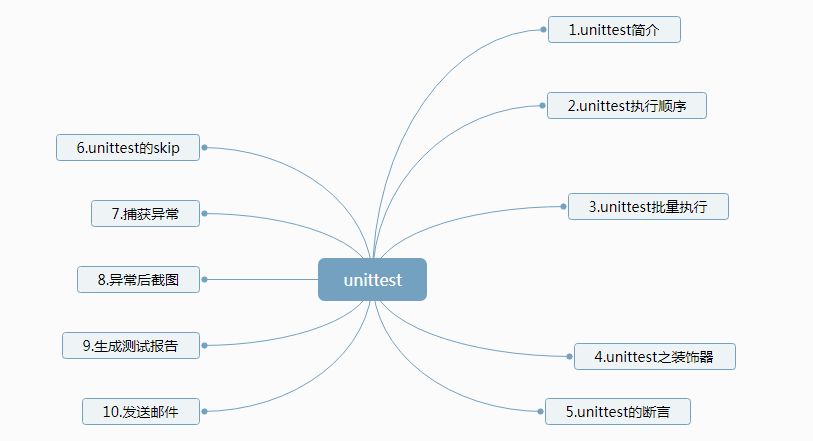 unittest
1.unittest简介
2.unittest执行顺序
3.unittest批量执行
4.unittest之装饰器
5.unittest的断言
6.unittest的skip
7.捕获异常
8.异常后截图
9.生成测试报告
10.发送邮件